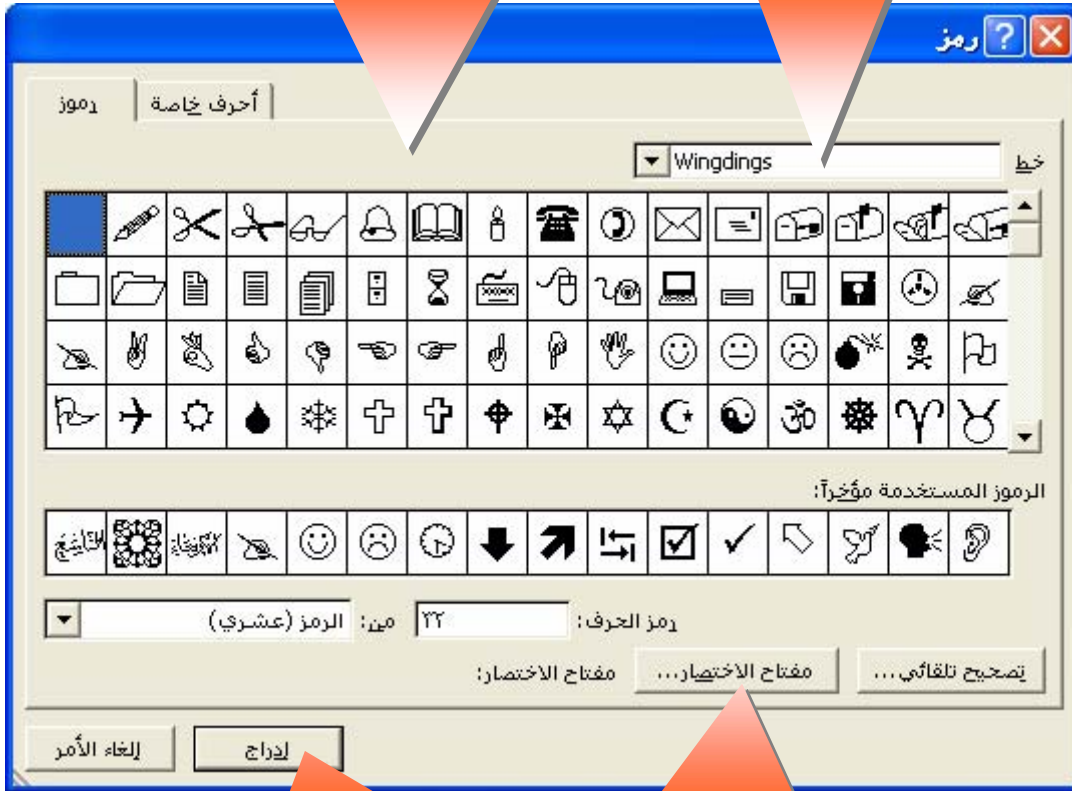 رمز
رموز
أحرف خاصة
خط
Wingdings
الرموز المستخدمة مؤخراً:
رمز الحرف: ٢٢ من: الرمز (عشري)
تصحيح تلقائي... مفتاح الاختصار... مفتاح الاختصار:
إدراج إلغاء الأمر